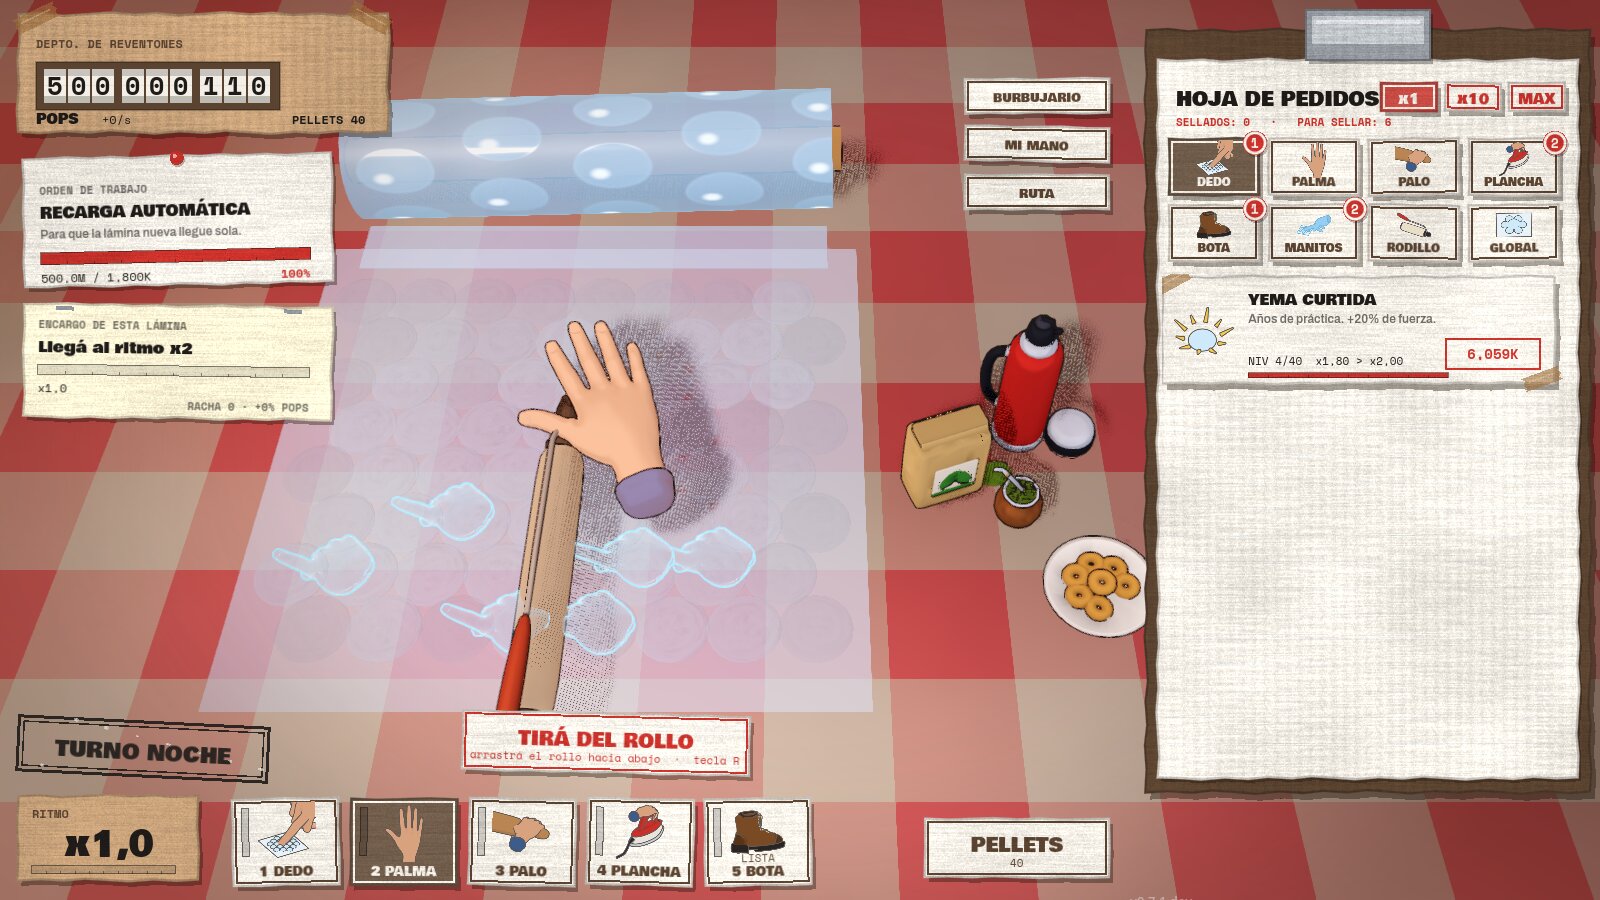 DEPTO. DE REVENTONES
500 000 110
POPS +0/s PELLETS 40
ORDEN DE TRABAJO
RECARGA AUTOMÁTICA
Para que la lámina nueva llegue sola.
500.0M / 1.800K 100%
ENCARGO DE ESTA LÁMINA
Llegá al ritmo x2
x1,0
RACHA 0 · +0% POPS
BURBUJARIO
MI MANO
RUTA
HOJA DE PEDIDOS x1 x10 MAX
SELLADOS: 0 · PARA SELLAR: 6
DEDO 1
PALMA
PALO
PLANCHA 2
BOTA 1
MANITOS 2
RODILLO
GLOBAL
YEMA CURTIDA
Años de práctica. +20% de fuerza.
NIV 4/40 x1,80 > x2,00
6.059K
TURNO NOCHE
TIRÁ DEL ROLLO
arrastrá el rollo hacia abajo · tecla R
RITMO
x1,0
1 DEDO
2 PALMA
3 PALO
4 PLANCHA
LISTA
5 BOTA
PELLETS
40